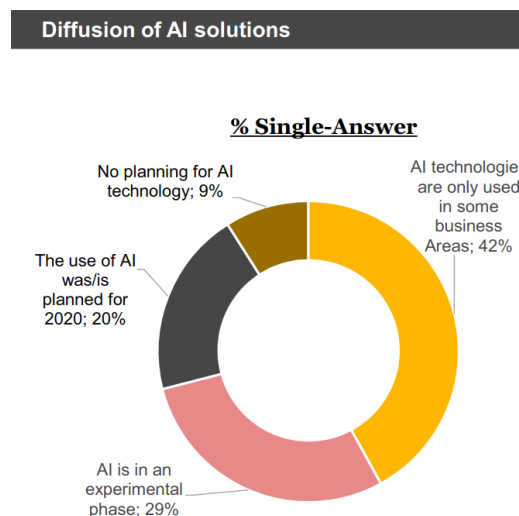 Diffusion of AI solutions
% Single-Answer
No planning for AI
technology; 9%
AI technologie
are only used
in some
business
Areas; 42%
The use of AI
was/is
planned for
2020; 20%
AI is in an
experimental
phase; 29%